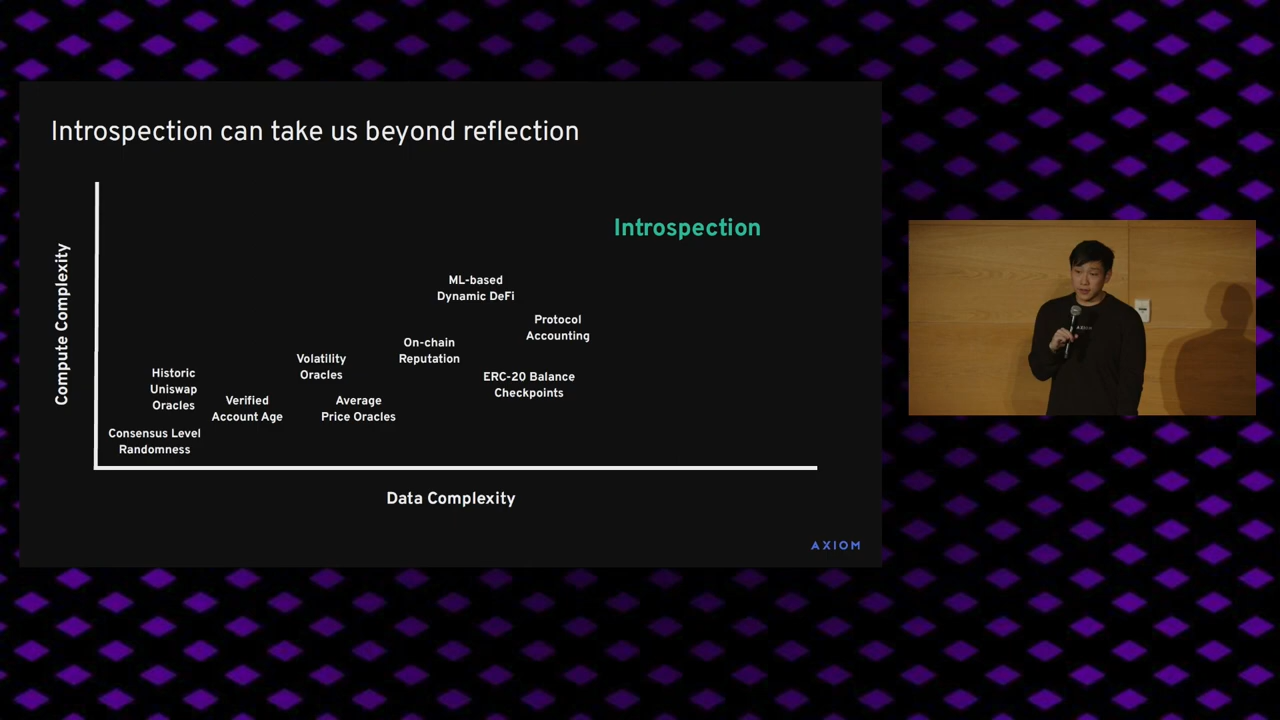 Introspection can take us beyond reflection
Compute Complexity
Introspection
ML-based
Dynamic DeFi
Protocol
Accounting
On-chain
Reputation
ERC-20 Balance
Checkpoints
Volatility
Oracles
Average
Price Oracles
Historic
Uniswap
Oracles
Verified
Account Age
Consensus Level
Randomness
Data Complexity
AXIOM
AXIOM